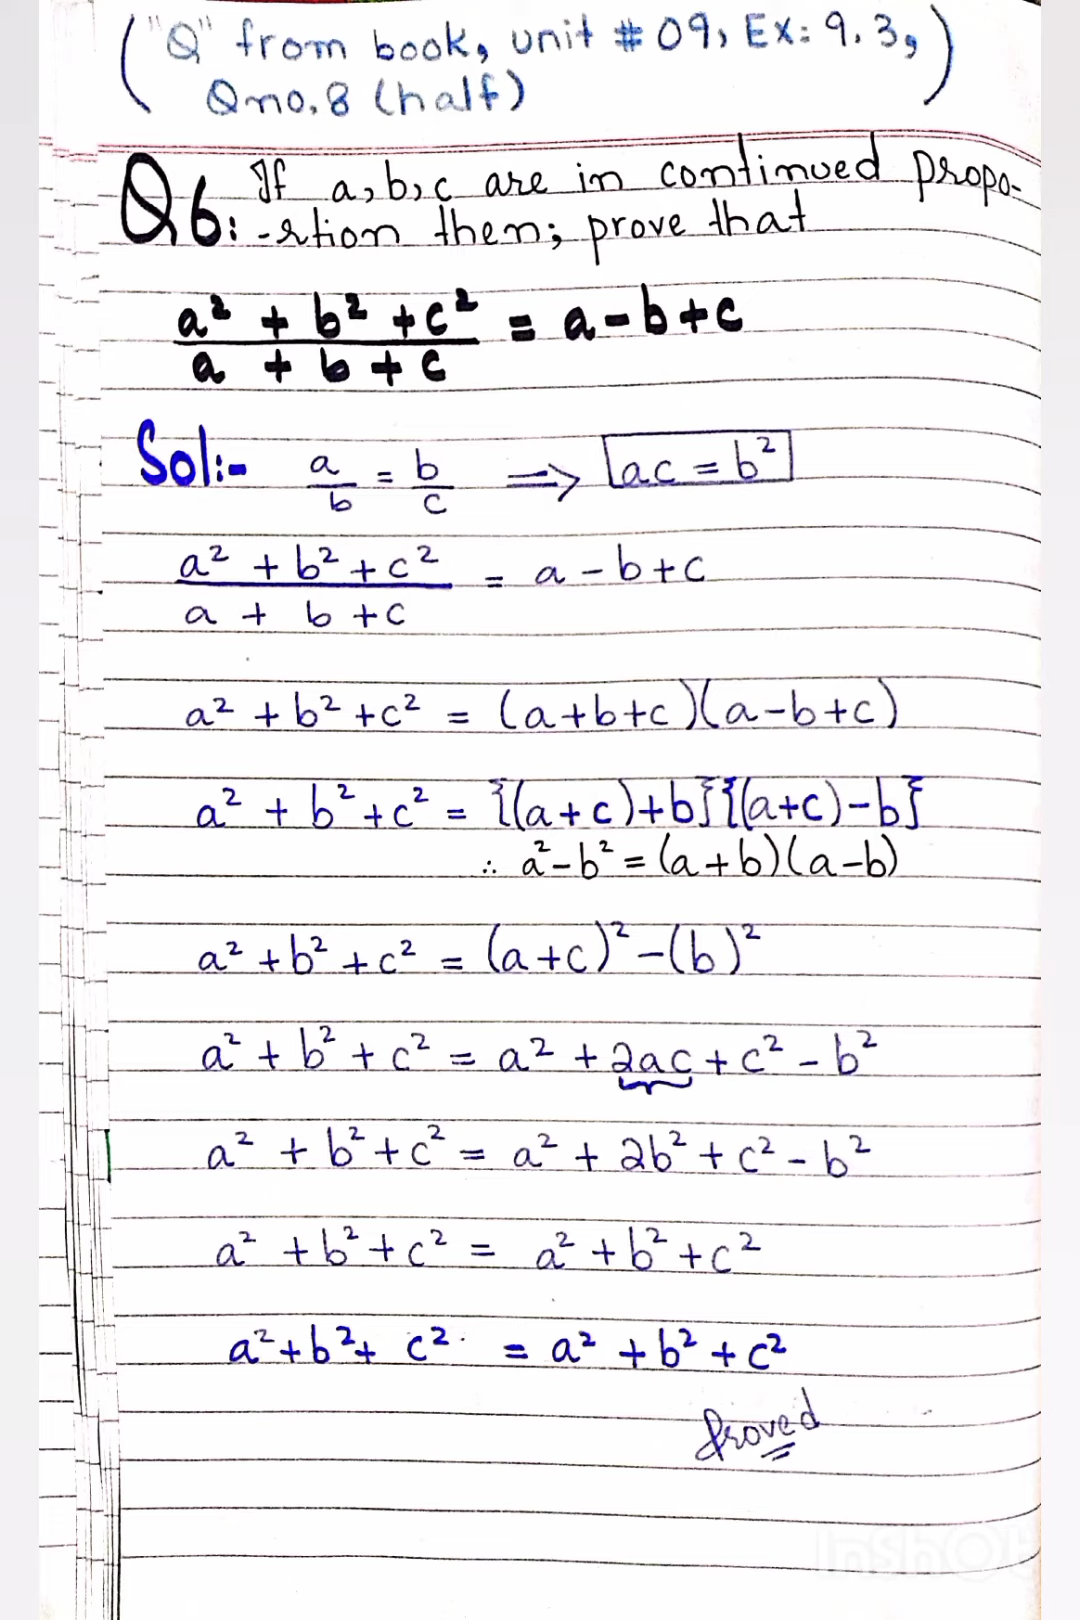 ("Q" from book, unit # 09, Ex: 9.3,
Qno.8 (half))
Q6: If a,b,c are in continued propo-
-rtion then; prove that
a² + b² + c² / a + b + c = a - b + c
Sol:- a/b = b/c ⇒ ac = b²
a² + b² + c² / a + b + c = a - b + c
a² + b² + c² = (a+b+c)(a-b+c)
a² + b² + c² = {(a+c)+b}{(a+c)-b}
∴ a²-b² = (a+b)(a-b)
a² + b² + c² = (a+c)² - (b)²
a² + b² + c² = a² + 2ac + c² - b²
a² + b² + c² = a² + 2b² + c² - b²
a² + b² + c² = a² + b² + c²
a² + b² + c². = a² + b² + c²
Proved
InshOt